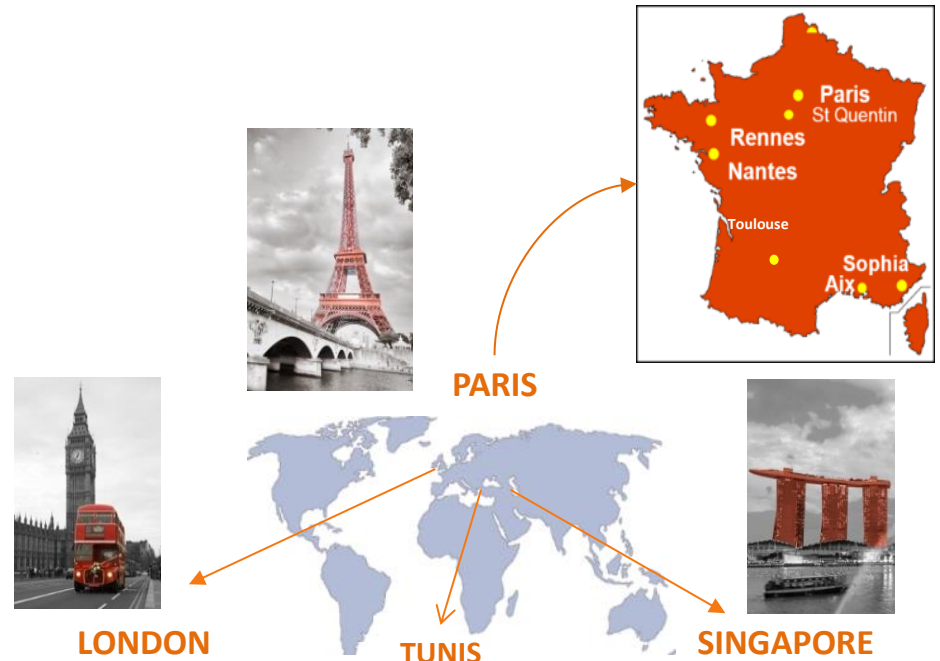 Paris
St Quentin
Rennes
Nantes
Toulouse
Sophia
Aix
PARIS
LONDON
TUNIS
SINGAPORE